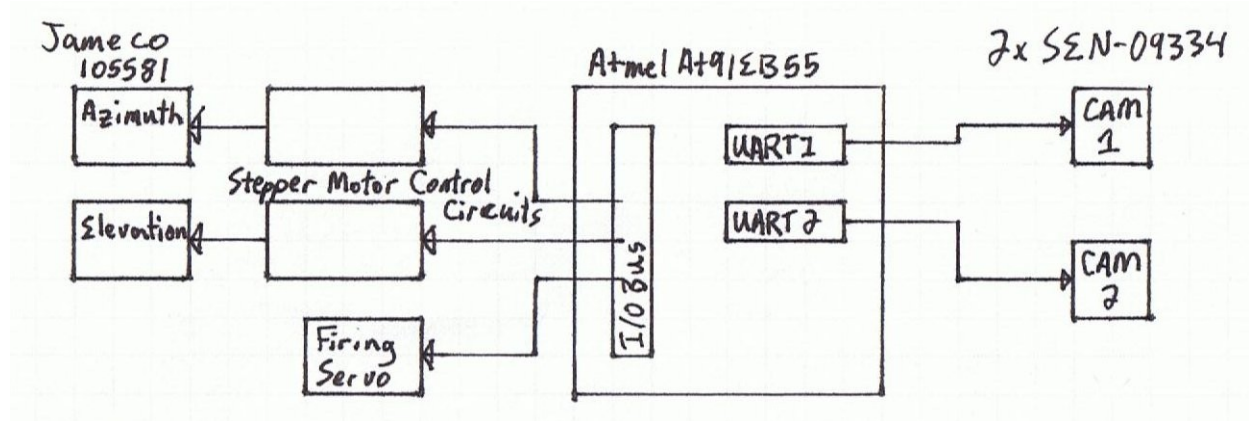 Jameco
105581
Azimuth
Elevation
Stepper Motor Control
Circuits
Firing
Servo
Atmel At91EB55
I/O Bus
UART1
UART2
2x SEN-09334
CAM
1
CAM
2